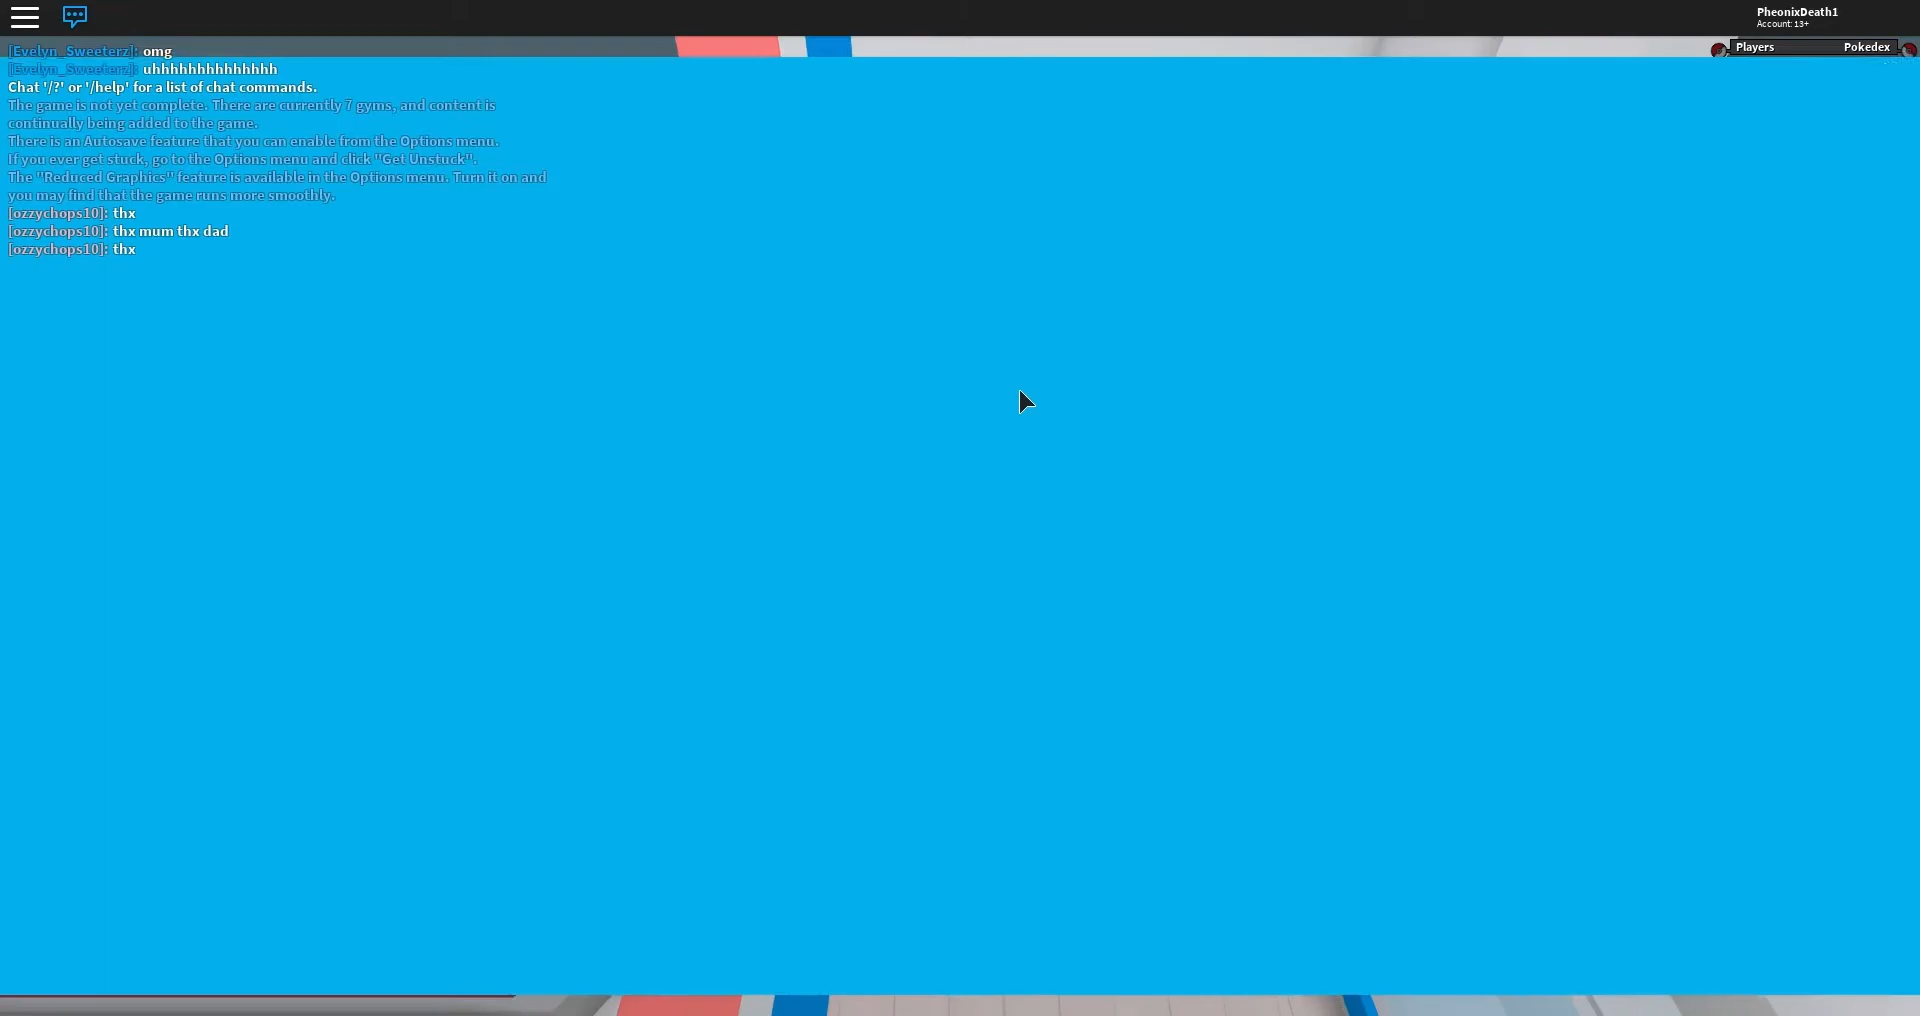 PheonixDeath1
Account: 13+
Players Pokedex
[Evelyn_Sweeterz]: omg
[Evelyn_Sweeterz]: uhhhhhhhhhhhhhh
Chat '/?' or '/help' for a list of chat commands.
The game is not yet complete. There are currently 7 gyms, and content is
continually being added to the game.
There is an Autosave feature that you can enable from the Options menu.
If you ever get stuck, go to the Options menu and click "Get Unstuck".
The "Reduced Graphics" feature is available in the Options menu. Turn it on and
you may find that the game runs more smoothly.
[ozzychops10]: thx
[ozzychops10]: thx mum thx dad
[ozzychops10]: thx